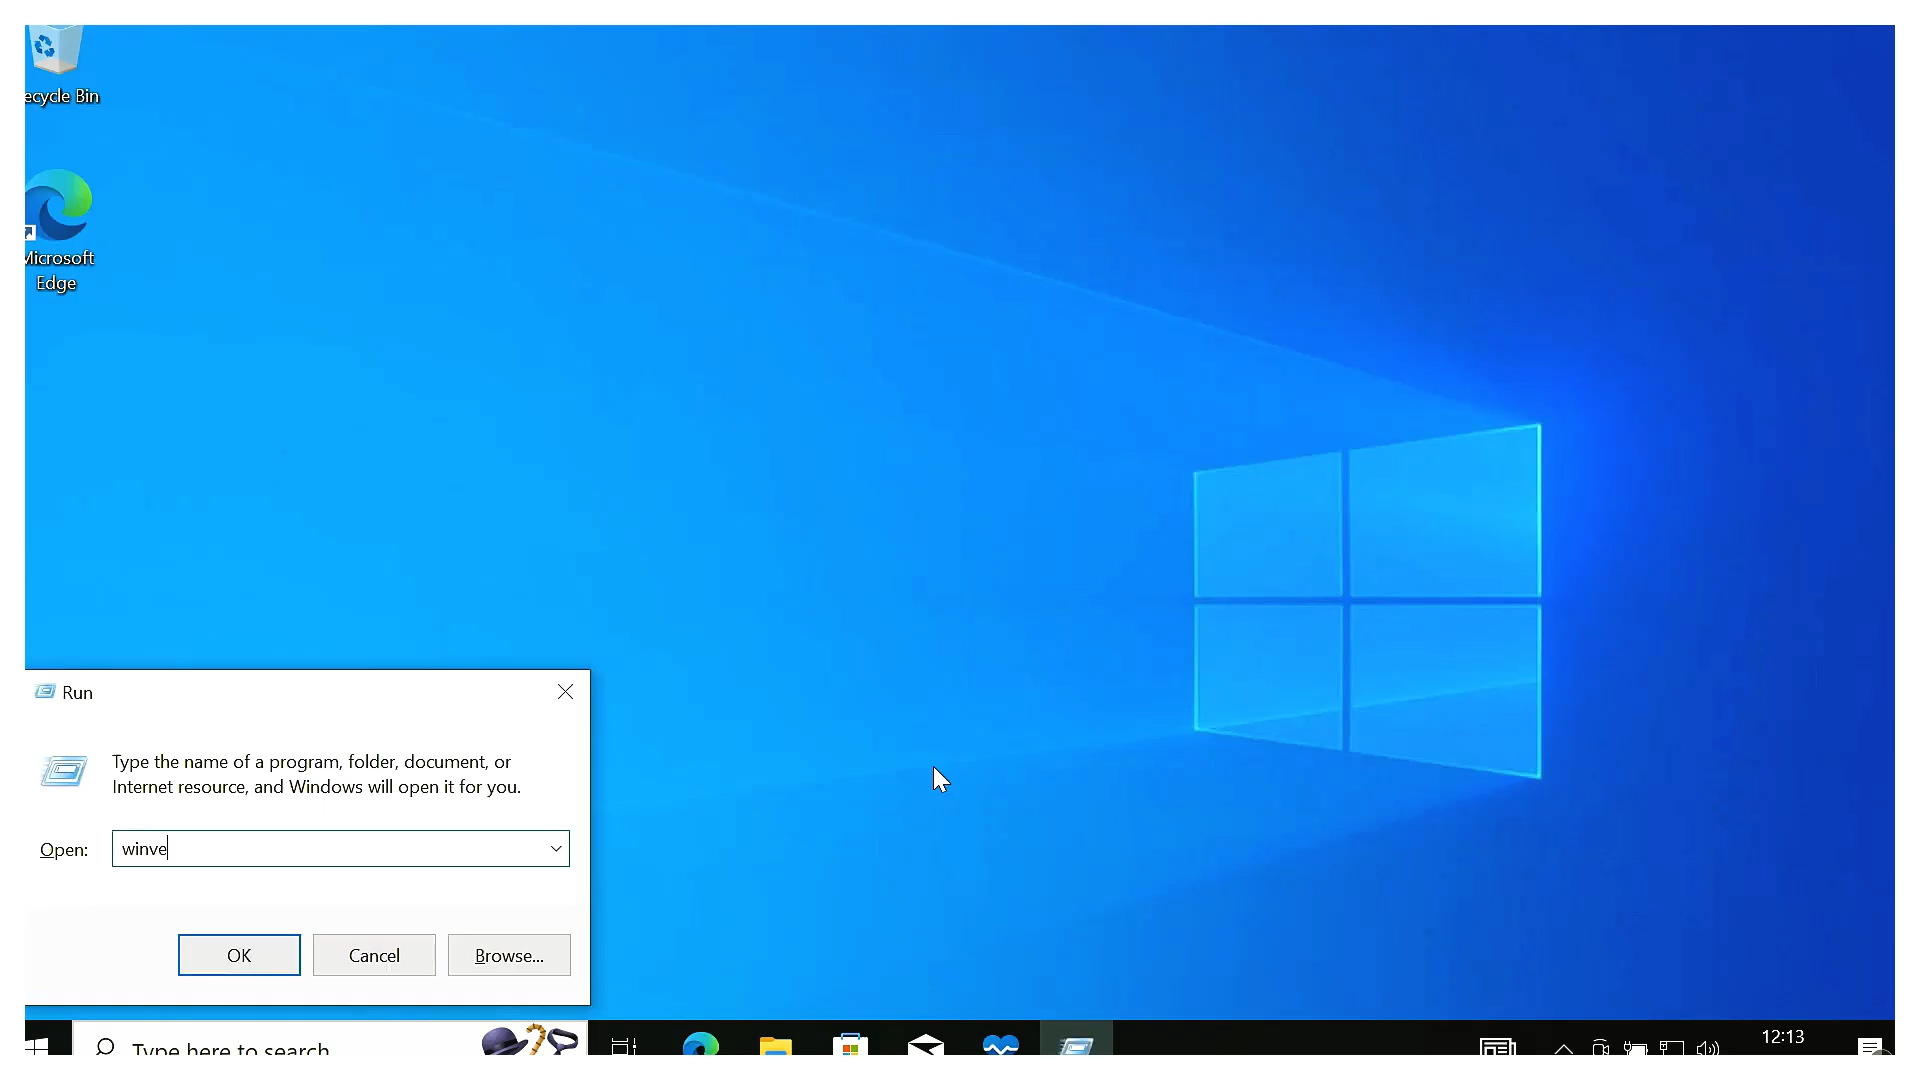 ecycle Bin
Microsoft
Edge
Run
Type the name of a program, folder, document, or
Internet resource, and Windows will open it for you.
Open: winve
OK Cancel Browse...
Type here to search
12:13